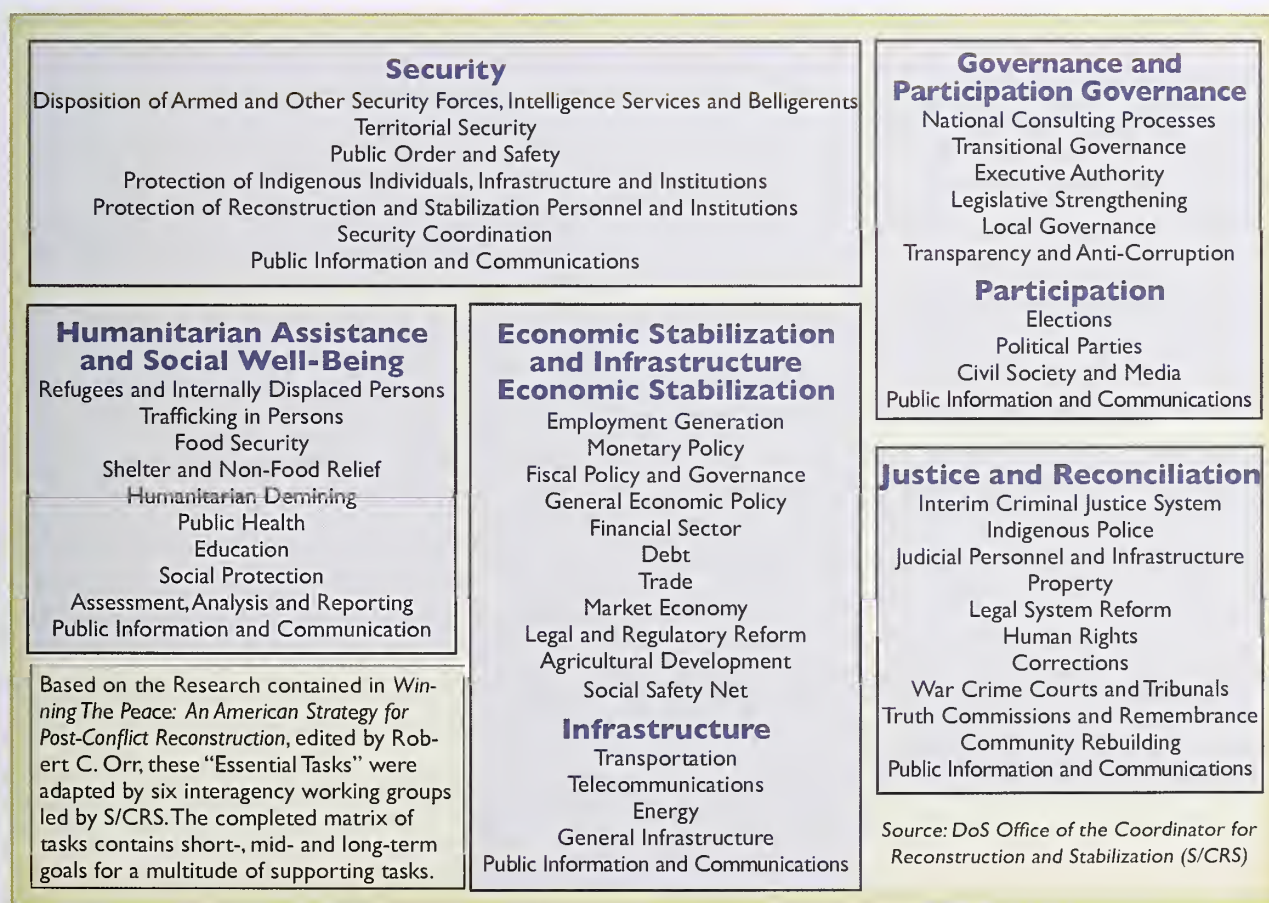 Security
Disposition of Armed and Other Security Forces, Intelligence Services and Belligerents
Territorial Security
Public Order and Safety
Protection of Indigenous Individuals, Infrastructure and Institutions
Protection of Reconstruction and Stabilization Personnel and Institutions
Security Coordination
Public Information and Communications
Governance and
Participation Governance
National Consulting Processes
Transitional Governance
Executive Authority
Legislative Strengthening
Local Governance
Transparency and Anti-Corruption
Participation
Elections
Political Parties
Civil Society and Media
Public Information and Communications
Humanitarian Assistance
and Social Well-Being
Refugees and Internally Displaced Persons
Trafficking in Persons
Food Security
Shelter and Non-Food Relief
Humanitarian Demining
Public Health
Education
Social Protection
Assessment, Analysis and Reporting
Public Information and Communication
Economic Stabilization
and Infrastructure
Economic Stabilization
Employment Generation
Monetary Policy
Fiscal Policy and Governance
General Economic Policy
Financial Sector
Debt
Trade
Market Economy
Legal and Regulatory Reform
Agricultural Development
Social Safety Net
Infrastructure
Transportation
Telecommunications
Energy
General Infrastructure
Public Information and Communications
Justice and Reconciliation
Interim Criminal Justice System
Indigenous Police
Judicial Personnel and Infrastructure
Property
Legal System Reform
Human Rights
Corrections
War Crime Courts and Tribunals
Truth Commissions and Remembrance
Community Rebuilding
Public Information and Communications
Based on the Research contained in Win-
ning The Peace: An American Strategy for
Post-Conflict Reconstruction, edited by Rob-
ert C. Orr, these “Essential Tasks” were
adapted by six interagency working groups
led by S/CRS. The completed matrix of
tasks contains short-, mid- and long-term
goals for a multitude of supporting tasks.
Source: DoS Office of the Coordinator for
Reconstruction and Stabilization (S/CRS)